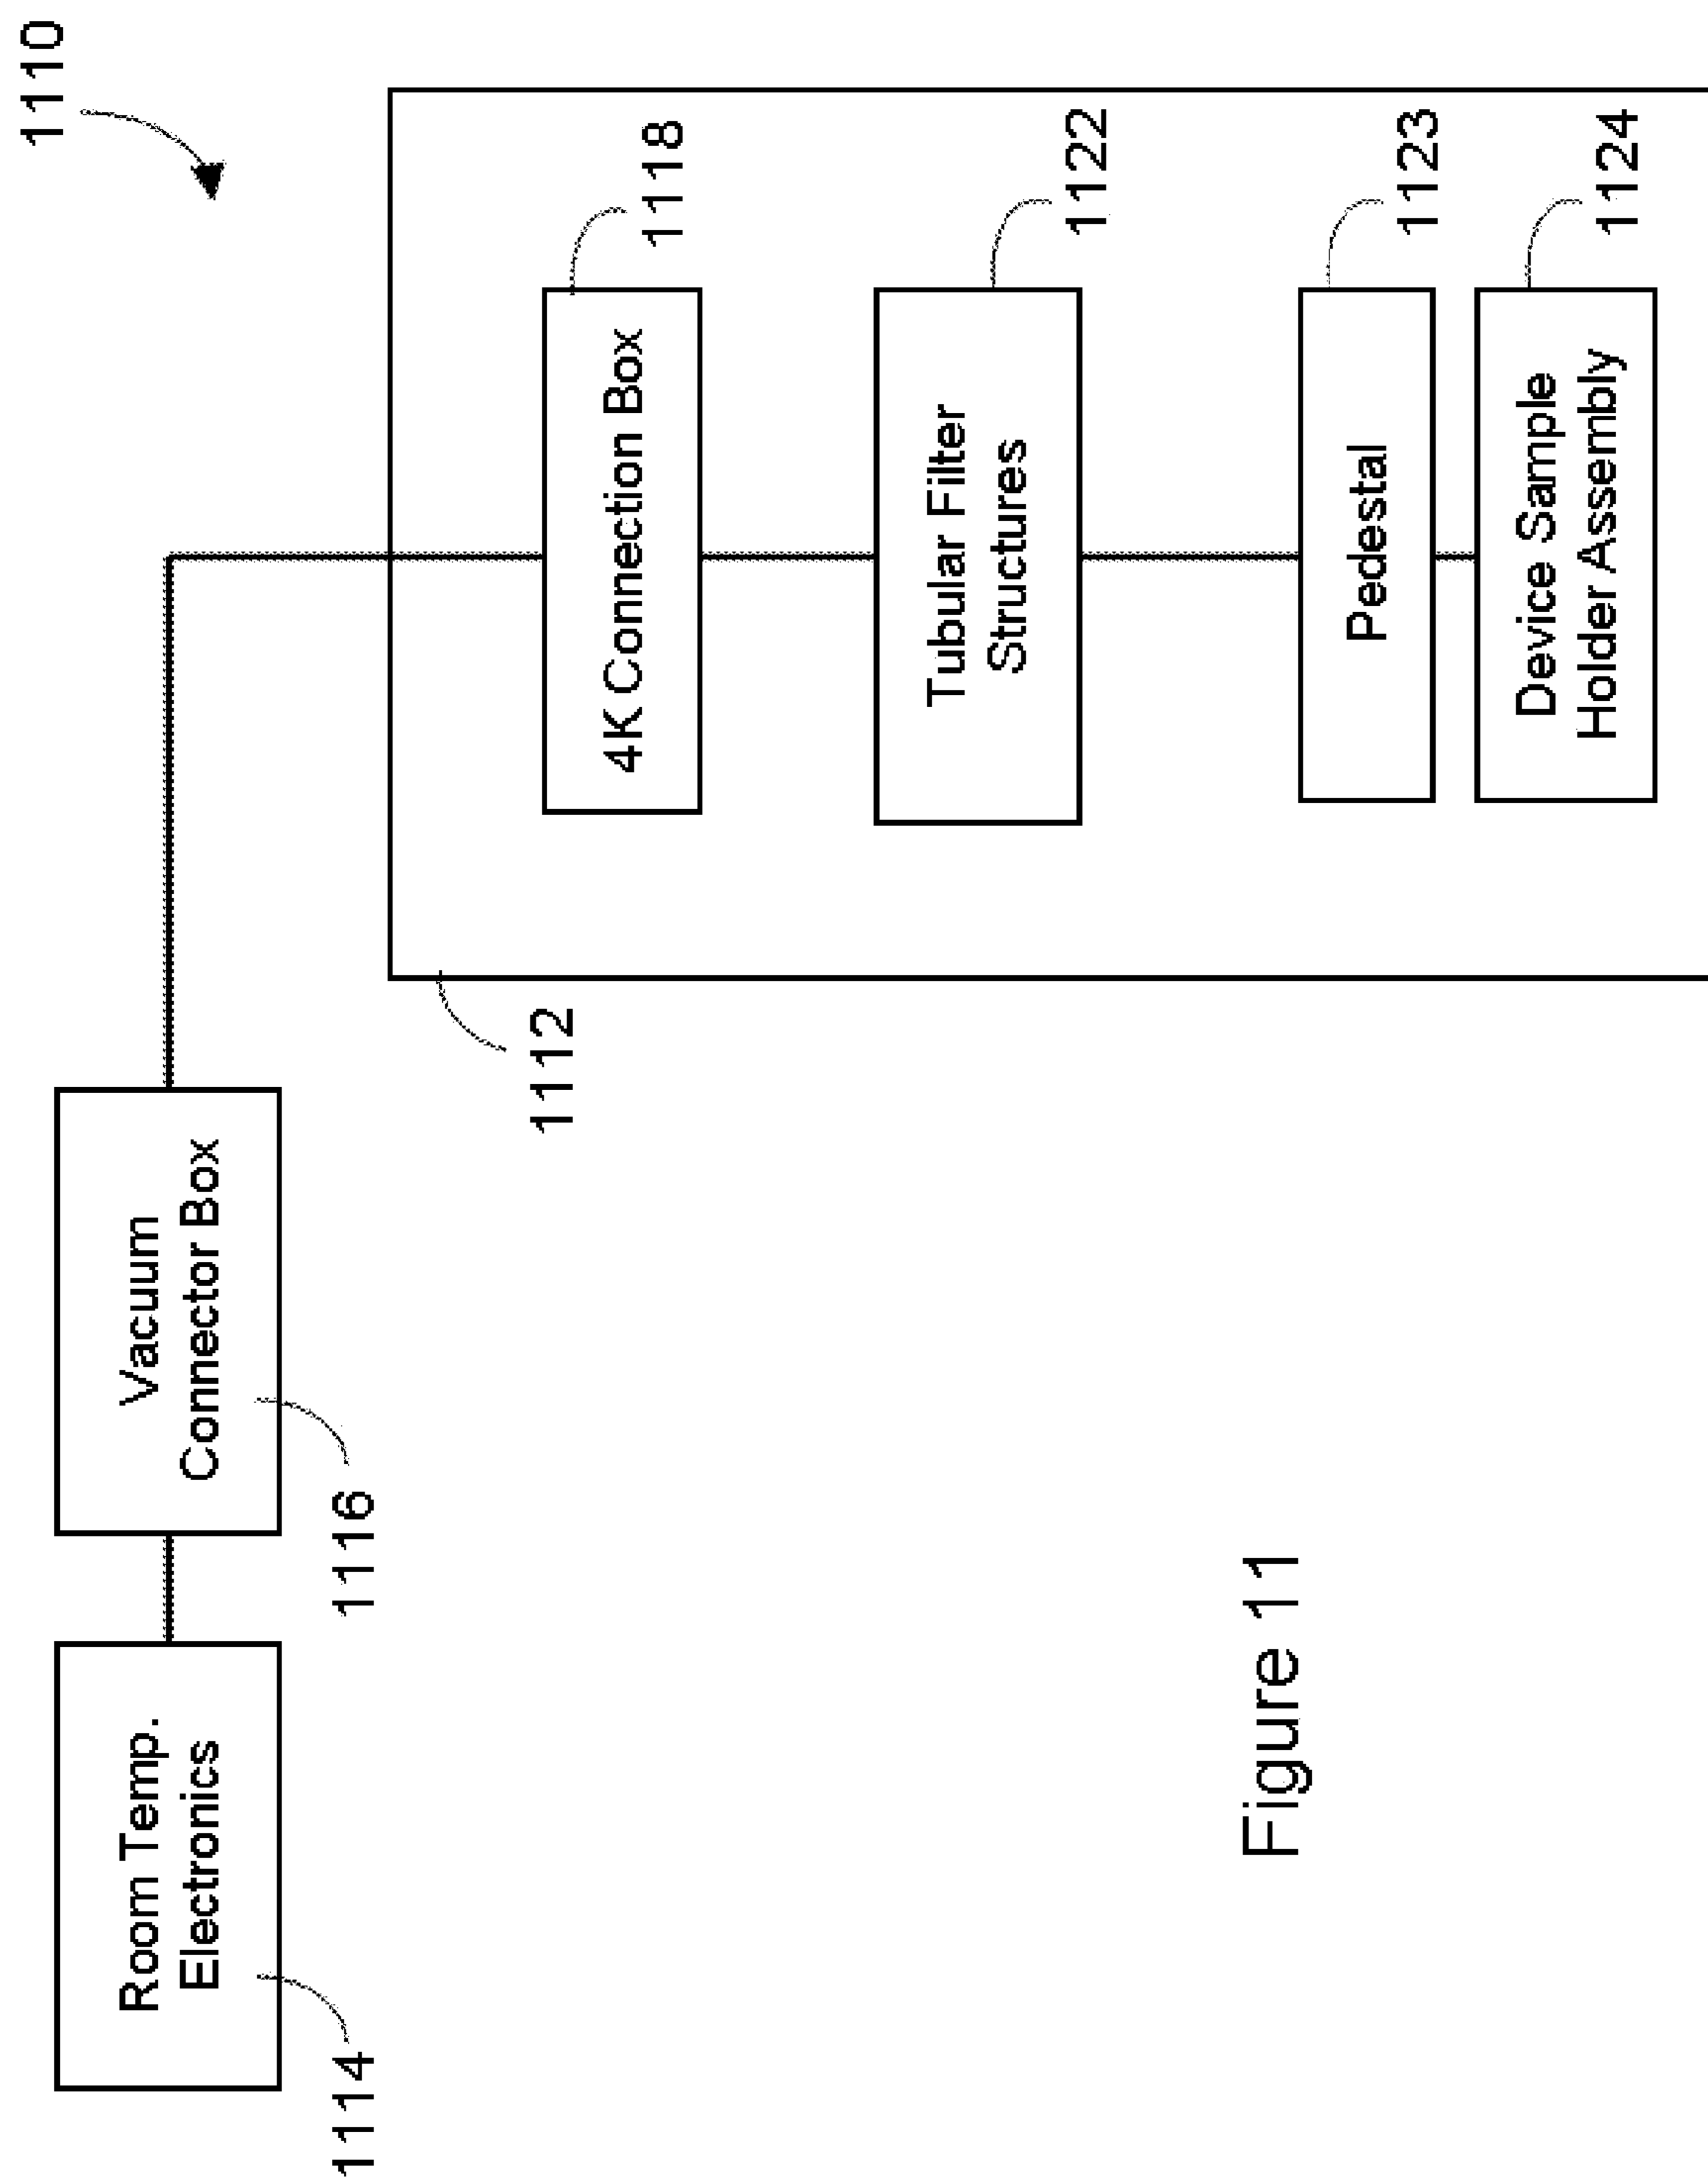 1110
Room Temp.
Electronics
1114
Vacuum
Connector Box
1116
1112
4K Connection Box
1118
Tubular Filter
Structures
1122
Pedestal
1123
Device Sample
Holder Assembly
1124
Figure 11